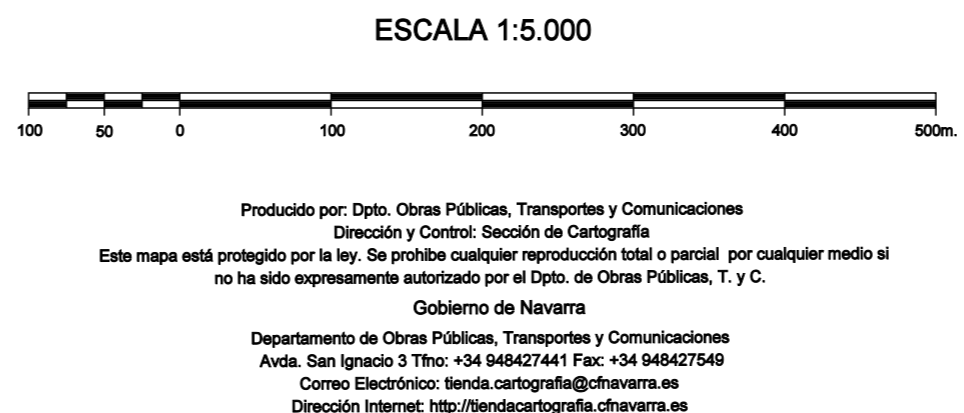 ESCALA 1:5.000
100 50 0 100 200 300 400 500m.
Producido por: Dpto. Obras Públicas, Transportes y Comunicaciones
Dirección y Control: Sección de Cartografía
Este mapa está protegido por la ley. Se prohibe cualquier reproducción total o parcial por cualquier medio si
no ha sido expresamente autorizado por el Dpto. de Obras Públicas, T. y C.
Gobierno de Navarra
Departamento de Obras Públicas, Transportes y Comunicaciones
Avda. San Ignacio 3 Tfno: +34 948427441 Fax: +34 948427549
Correo Electrónico: tienda.cartografia@cfnavarra.es
Dirección Internet: http://tiendacartografia.cfnavarra.es